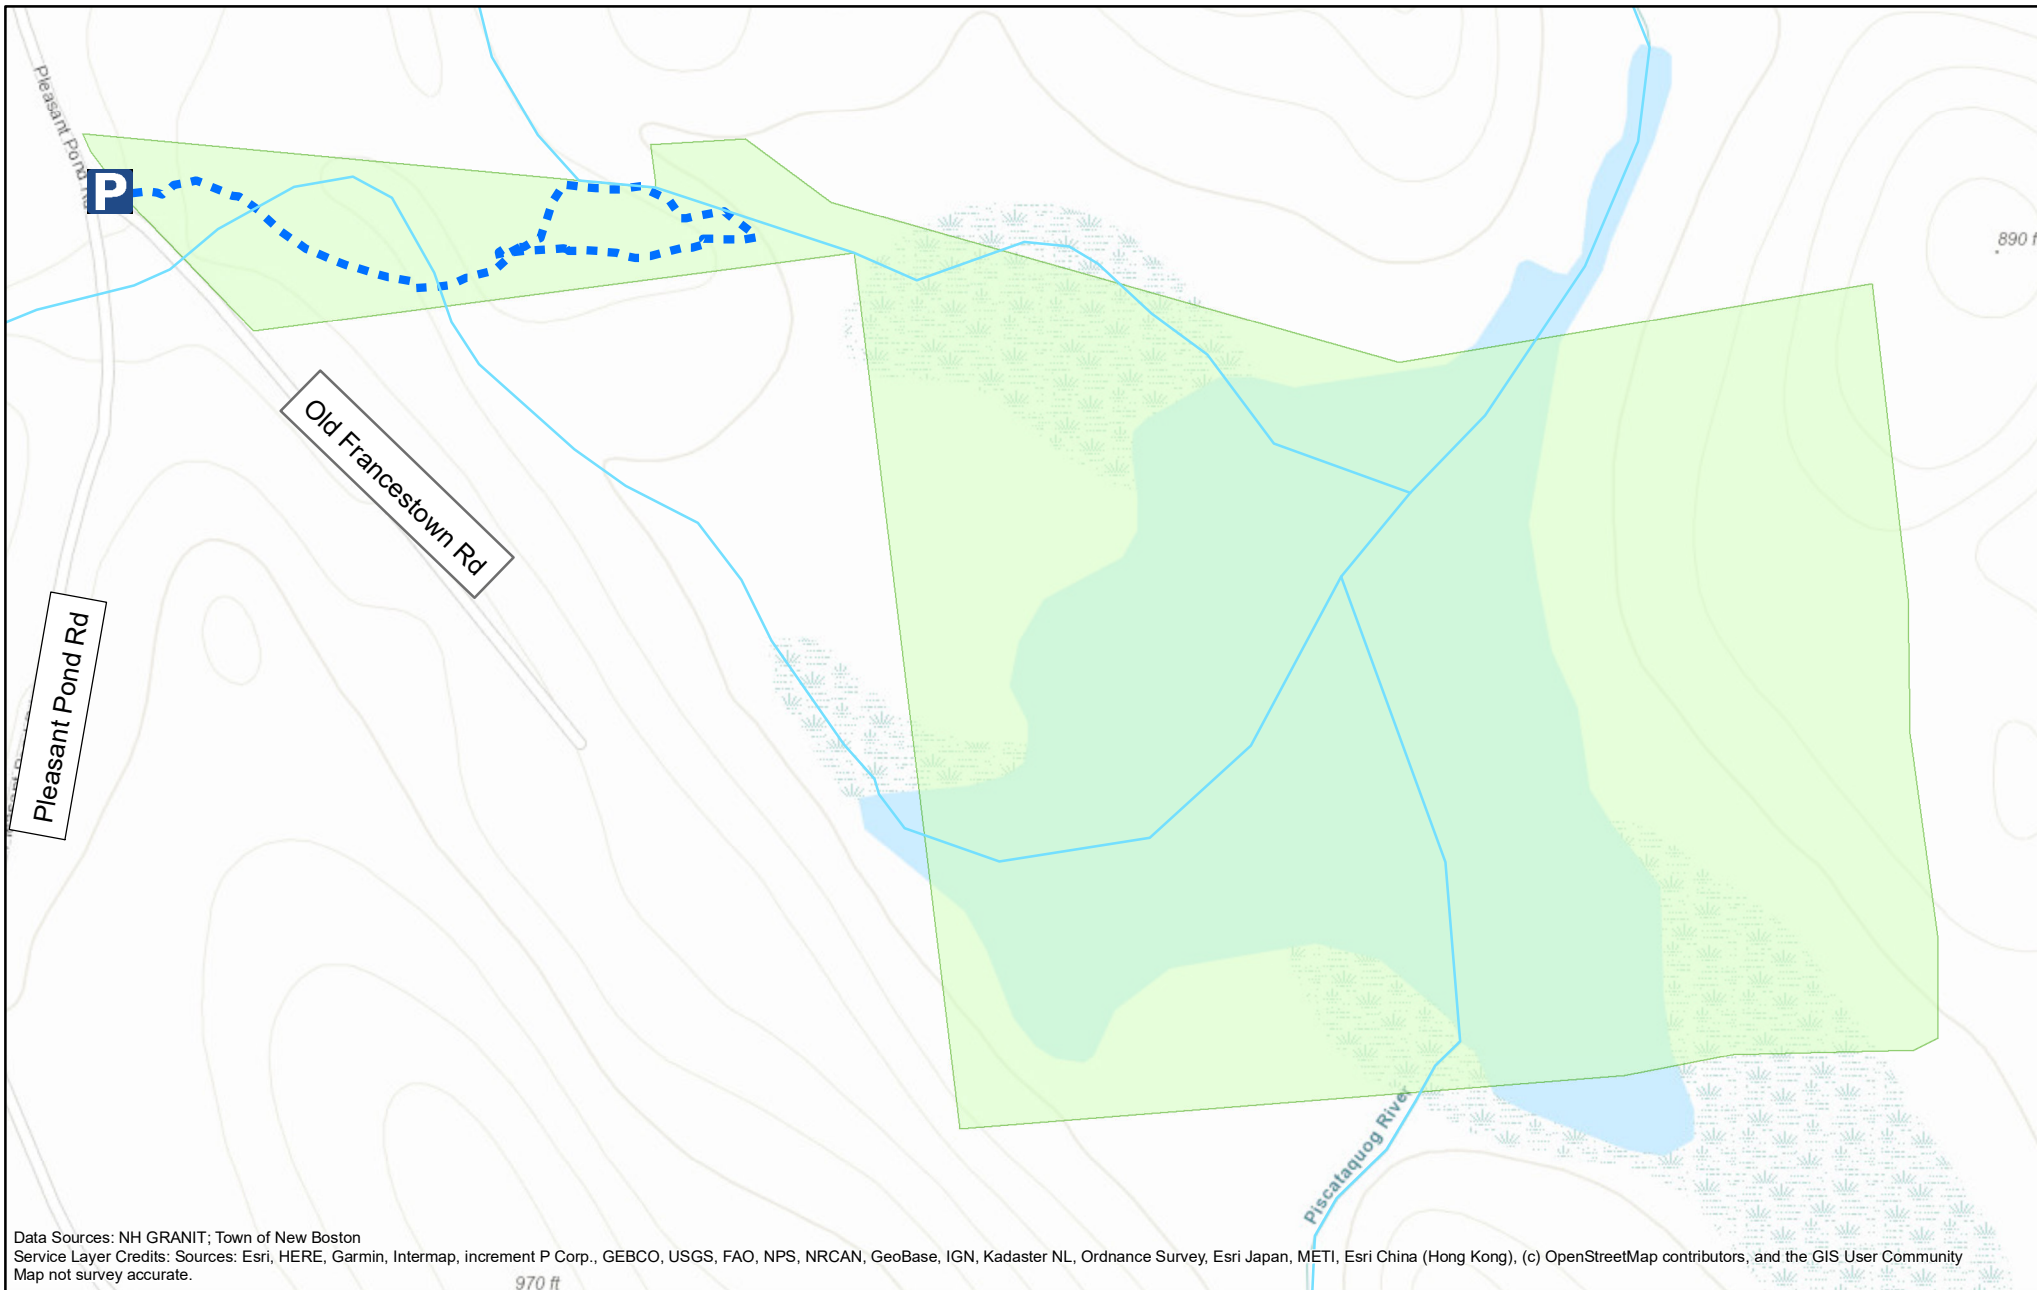 Pleasant Pond Rd
P
890 f
Old Francestown Rd
Pleasant Pond Rd
Piscataquog River
Data Sources: NH GRANIT; Town of New Boston
Service Layer Credits: Sources: Esri, HERE, Garmin, Intermap, increment P Corp., GEBCO, USGS, FAO, NPS, NRCAN, GeoBase, IGN, Kadaster NL, Ordnance Survey, Esri Japan, METI, Esri China (Hong Kong), (c) OpenStreetMap contributors, and the GIS User Community
Map not survey accurate.
970 ft